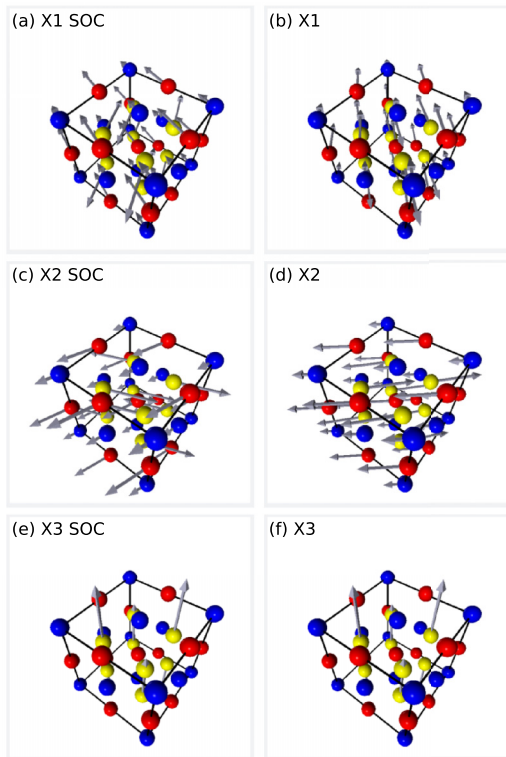 (a) X1 SOC
(b) X1
(c) X2 SOC
(d) X2
(e) X3 SOC
(f) X3